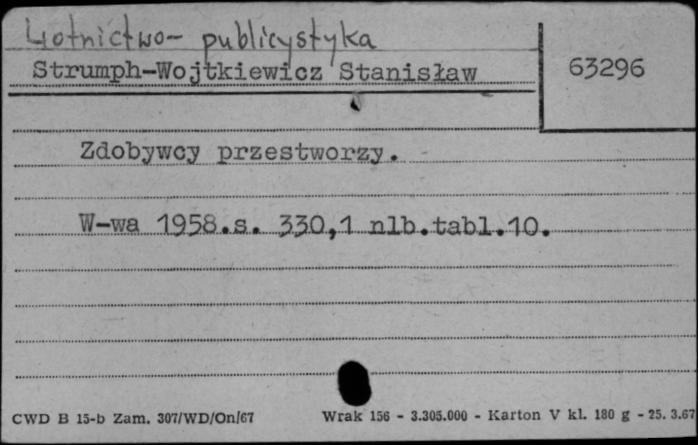 Lotnictwo- publicystyka
Strumph-Wojtkiewicz Stanisław
63296
Zdobywcy przestworzy.
W-wa 1958.s. 330,1 nlb.tabl.10.
CWD B 15-b Zam. 307/WD/On/67 Wrak 156 - 3.305.000 - Karton V kl. 180 g - 25. 3.67